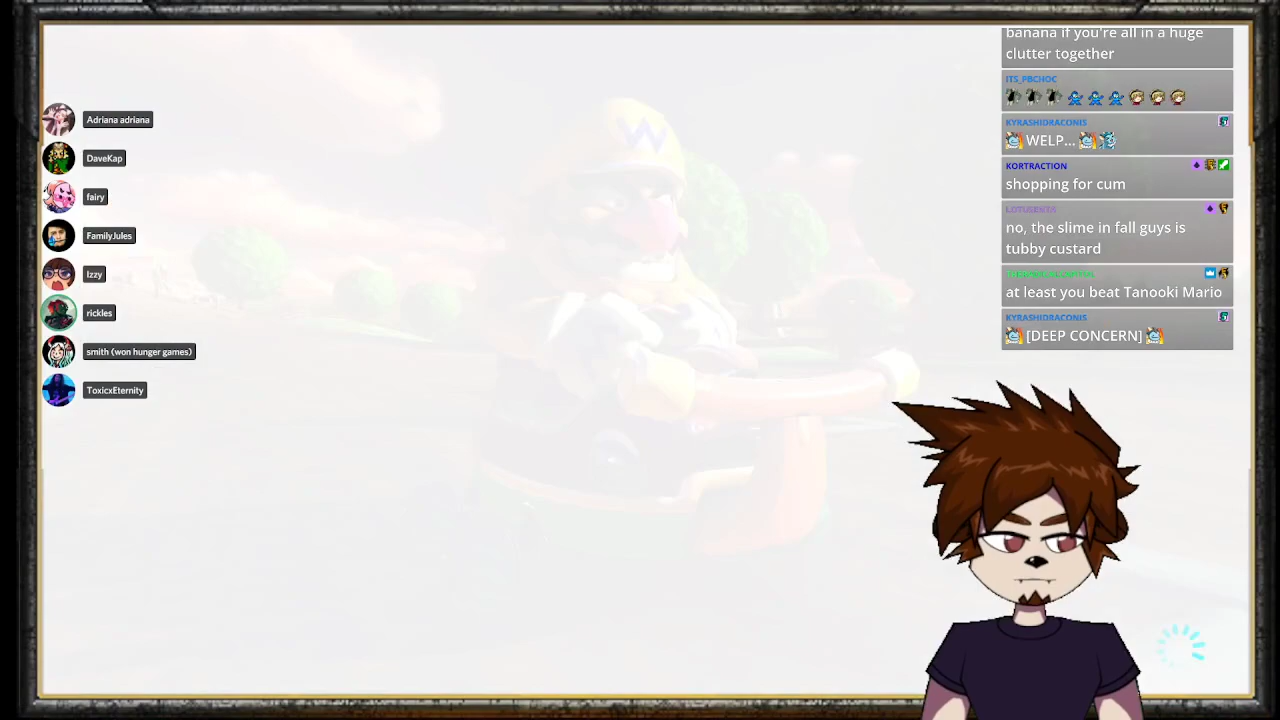 banana if you're all in a huge
clutter together
ITS_PBCHOC
KYRASHIDRACONIS
WELP...
KORTRACTION
shopping for cum
LOTUSENTA
no, the slime in fall guys is
tubby custard
at least you beat Tanooki Mario
KYRASHIDRACONIS
[DEEP CONCERN]
Adriana adriana
DaveKap
fairy
FamilyJules
Izzy
rickles
smith (won hunger games)
ToxicxEternity
W